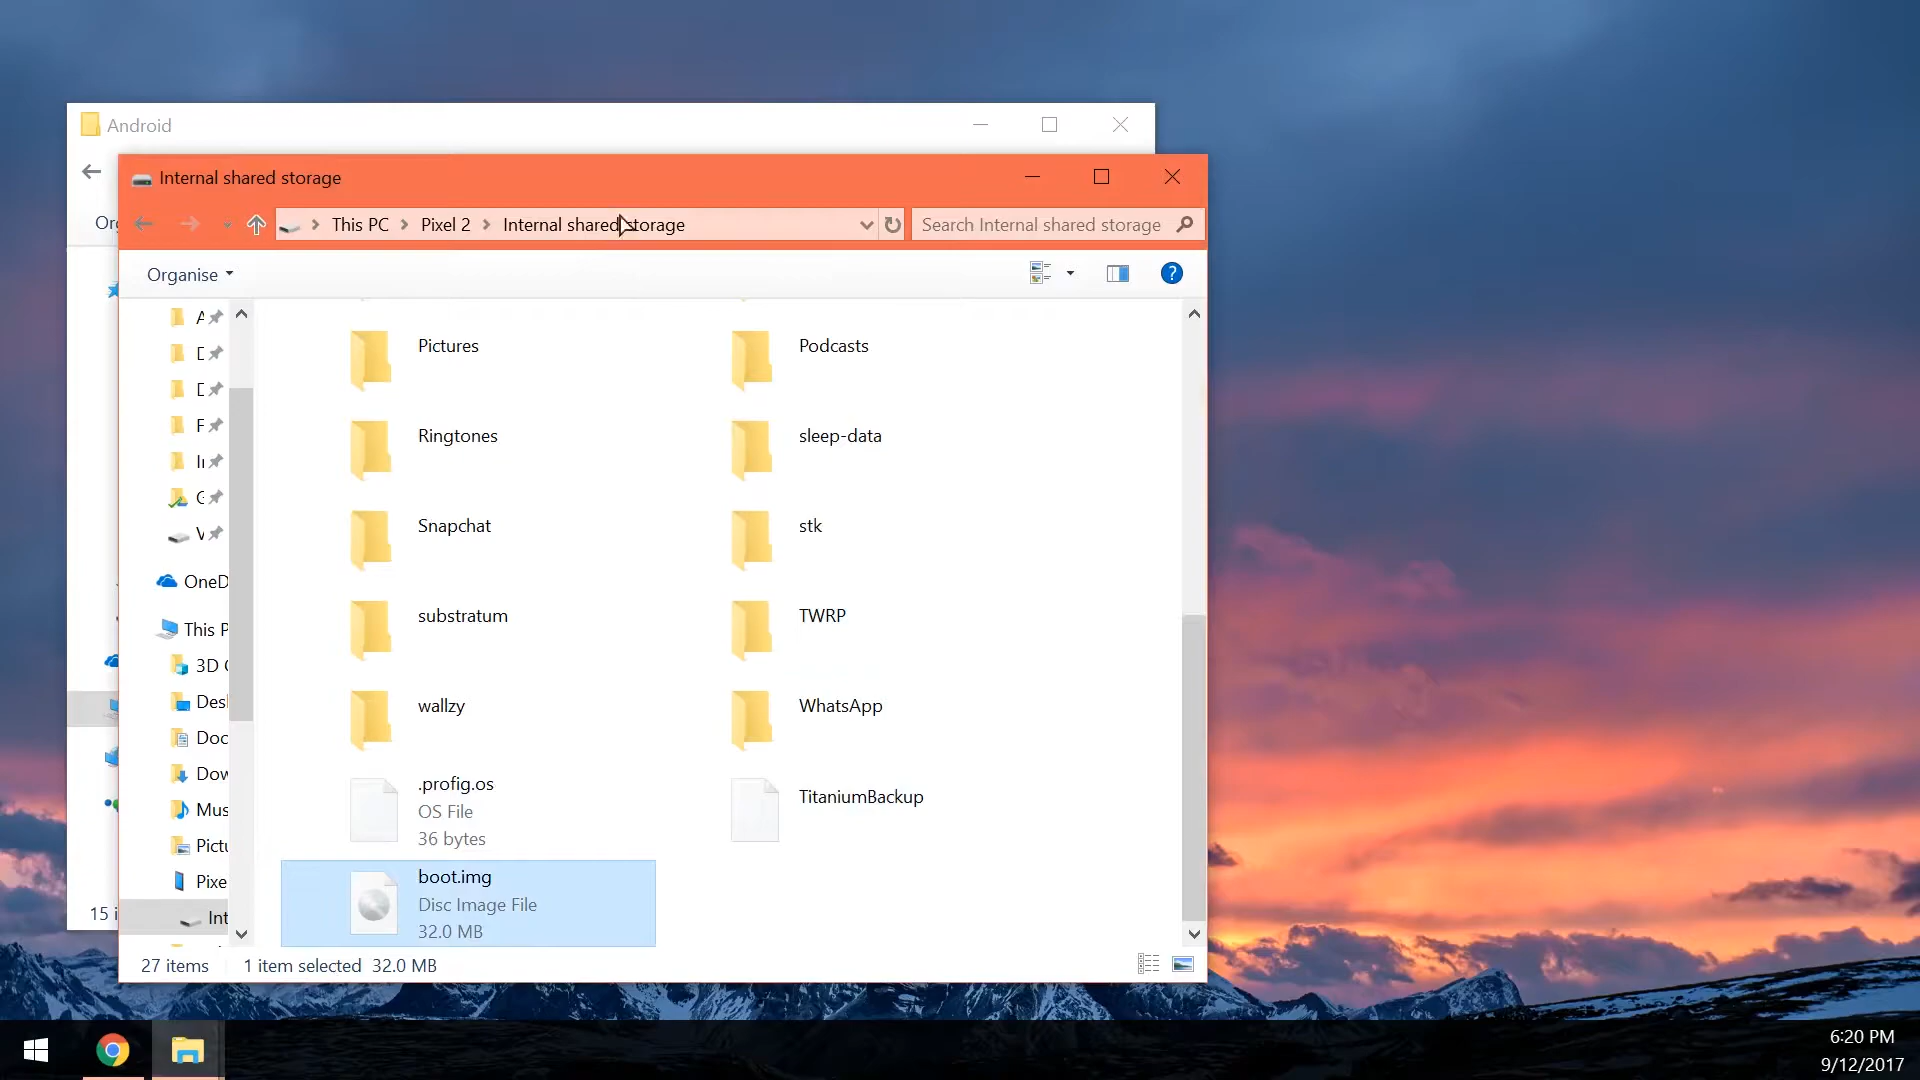 Android
Internal shared storage
This PC > Pixel 2 > Internal shared storage
Search Internal shared storage
Organise
Pictures
Podcasts
Ringtones
sleep-data
Snapchat
stk
substratum
TWRP
wallzy
WhatsApp
.profig.os
OS File
36 bytes
TitaniumBackup
boot.img
Disc Image File
32.0 MB
OneD
This P
3D
Desk
Doc
Dow
Mus
Pictu
Pixe
Int
15 i
27 items
1 item selected 32.0 MB
6:20 PM
9/12/2017